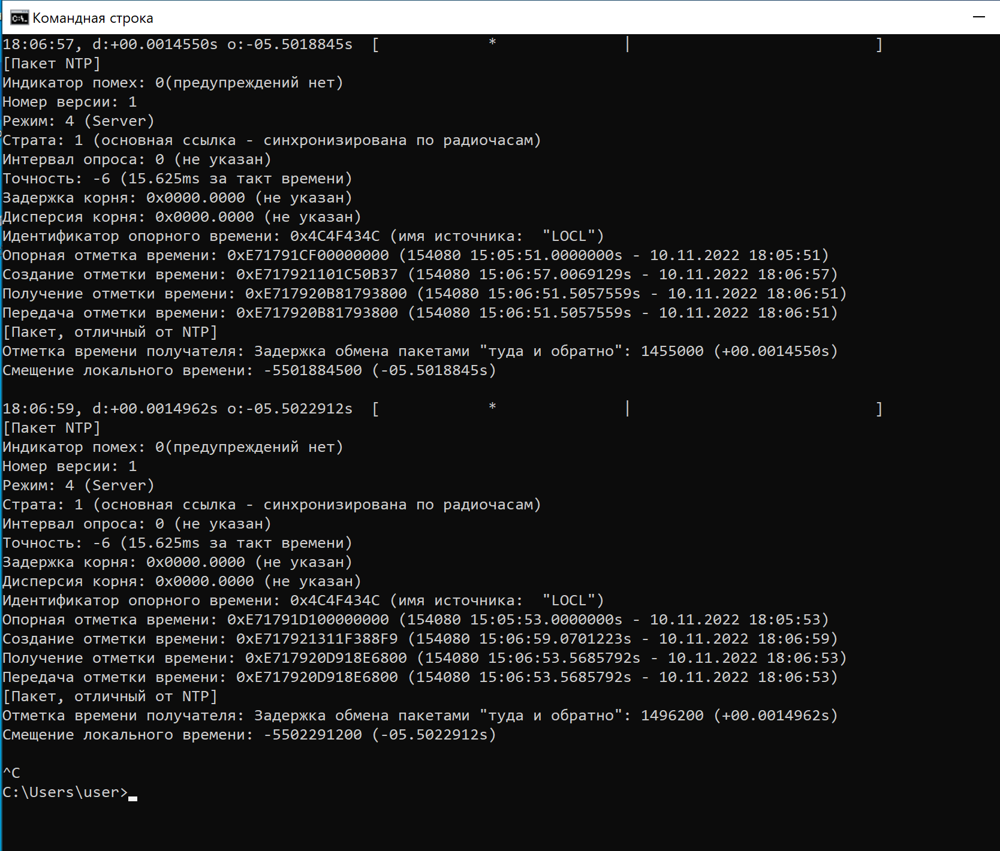 Командная строка
18:06:57, d:+00.0014550s o:-05.5018845s  [            *              |                           ]
[Пакет NTP]
Индикатор помех: 0(предупреждений нет)
Номер версии: 1
Режим: 4 (Server)
Страта: 1 (основная ссылка - синхронизирована по радиочасам)
Интервал опроса: 0 (не указан)
Точность: -6 (15.625ms за такт времени)
Задержка корня: 0x0000.0000 (не указан)
Дисперсия корня: 0x0000.0000 (не указан)
Идентификатор опорного времени: 0x4C4F434C (имя источника:  "LOCL")
Опорная отметка времени: 0xE71791CF00000000 (154080 15:05:51.0000000s - 10.11.2022 18:05:51)
Создание отметки времени: 0xE717921101C50B37 (154080 15:06:57.0069129s - 10.11.2022 18:06:57)
Получение отметки времени: 0xE717920B81793800 (154080 15:06:51.5057559s - 10.11.2022 18:06:51)
Передача отметки времени: 0xE717920B81793800 (154080 15:06:51.5057559s - 10.11.2022 18:06:51)
[Пакет, отличный от NTP]
Отметка времени получателя: Задержка обмена пакетами "туда и обратно": 1455000 (+00.0014550s)
Смещение локального времени: -5501884500 (-05.5018845s)
18:06:59, d:+00.0014962s o:-05.5022912s  [            *              |                           ]
[Пакет NTP]
Индикатор помех: 0(предупреждений нет)
Номер версии: 1
Режим: 4 (Server)
Страта: 1 (основная ссылка - синхронизирована по радиочасам)
Интервал опроса: 0 (не указан)
Точность: -6 (15.625ms за такт времени)
Задержка корня: 0x0000.0000 (не указан)
Дисперсия корня: 0x0000.0000 (не указан)
Идентификатор опорного времени: 0x4C4F434C (имя источника:  "LOCL")
Опорная отметка времени: 0xE71791D100000000 (154080 15:05:53.0000000s - 10.11.2022 18:05:53)
Создание отметки времени: 0xE717921311F388F9 (154080 15:06:59.0701223s - 10.11.2022 18:06:59)
Получение отметки времени: 0xE717920D918E6800 (154080 15:06:53.5685792s - 10.11.2022 18:06:53)
Передача отметки времени: 0xE717920D918E6800 (154080 15:06:53.5685792s - 10.11.2022 18:06:53)
[Пакет, отличный от NTP]
Отметка времени получателя: Задержка обмена пакетами "туда и обратно": 1496200 (+00.0014962s)
Смещение локального времени: -5502291200 (-05.5022912s)
^C
C:\Users\user>